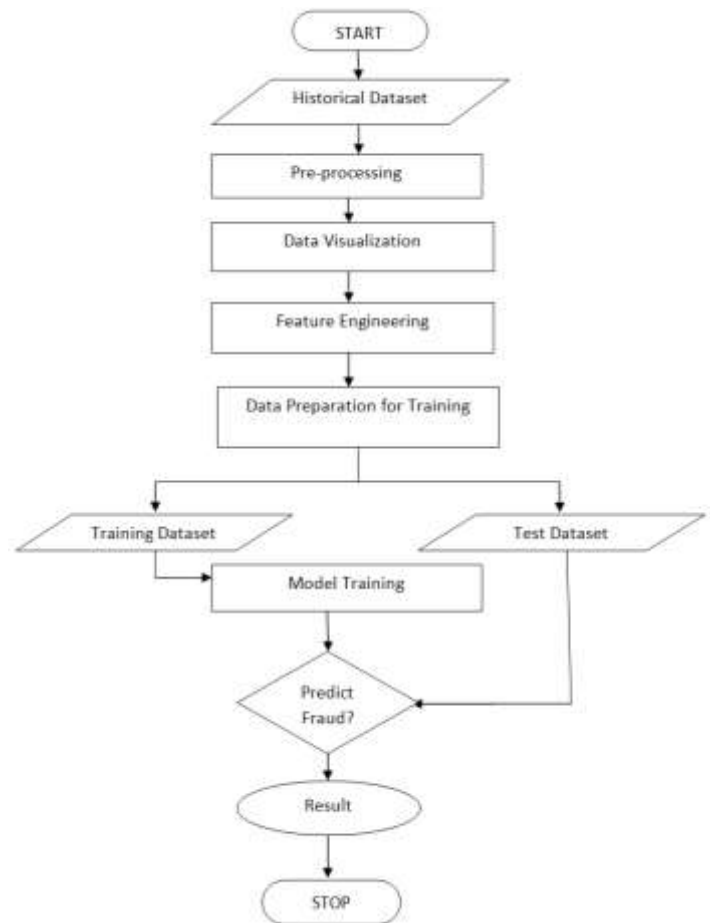 START
Historical Dataset
Pre-processing
Data Visualization
Feature Engineering
Data Preparation for Training
Training Dataset
Test Dataset
Model Training
Predict
Fraud?
Result
STOP